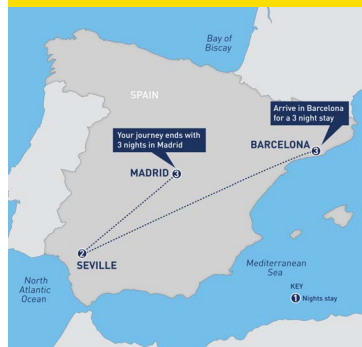 Bay of
Biscay
SPAIN
Arrive in Barcelona
for a 3 night stay
Your journey ends with
3 nights in Madrid
BARCELONA
3
MADRID
3
2
SEVILLE
Mediterranean
Sea
North
Atlantic
Ocean
KEY
1 Nights stay